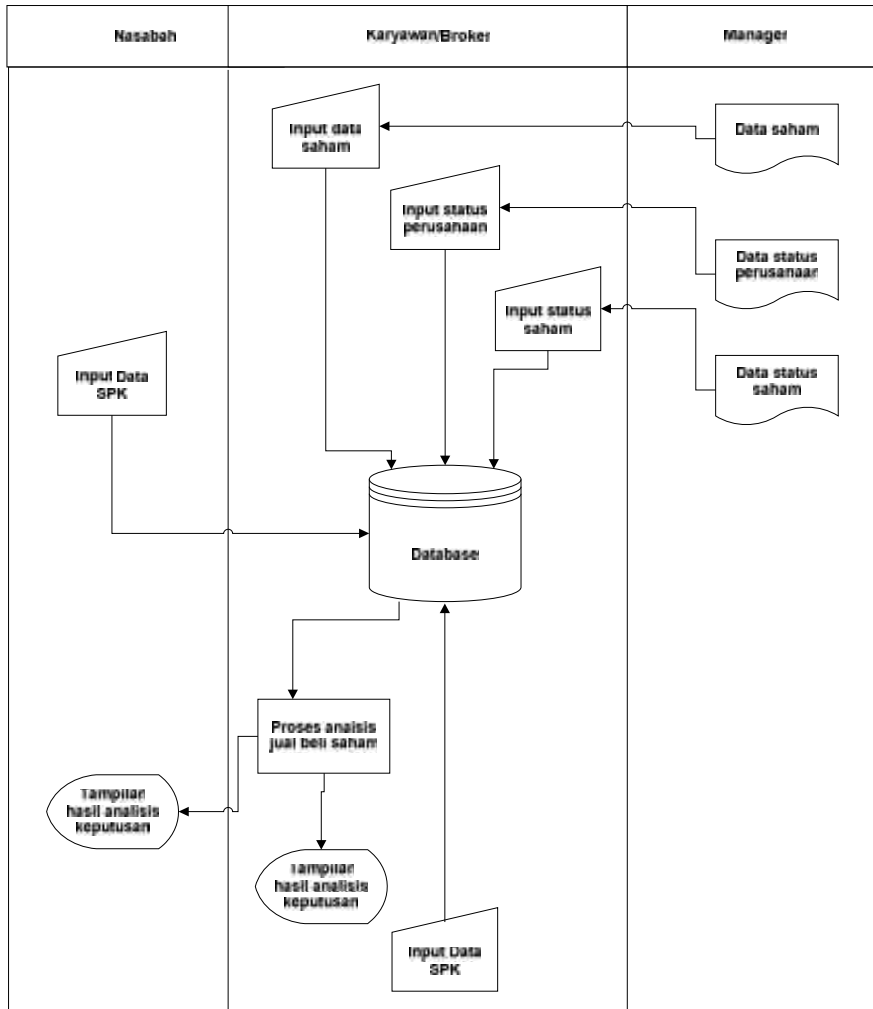 Nasabah
Karyawan/Broker
Manager
Input data
saham
Data saham
Input status
perusahaan
Data status
perusahaan
Input status
saham
Data status
saham
Input Data
SPK
Database
Proses analisis
jual beli saham
Tampilan
hasil analisis
keputusan
Tampilan
hasil analisis
keputusan
Input Data
SPK